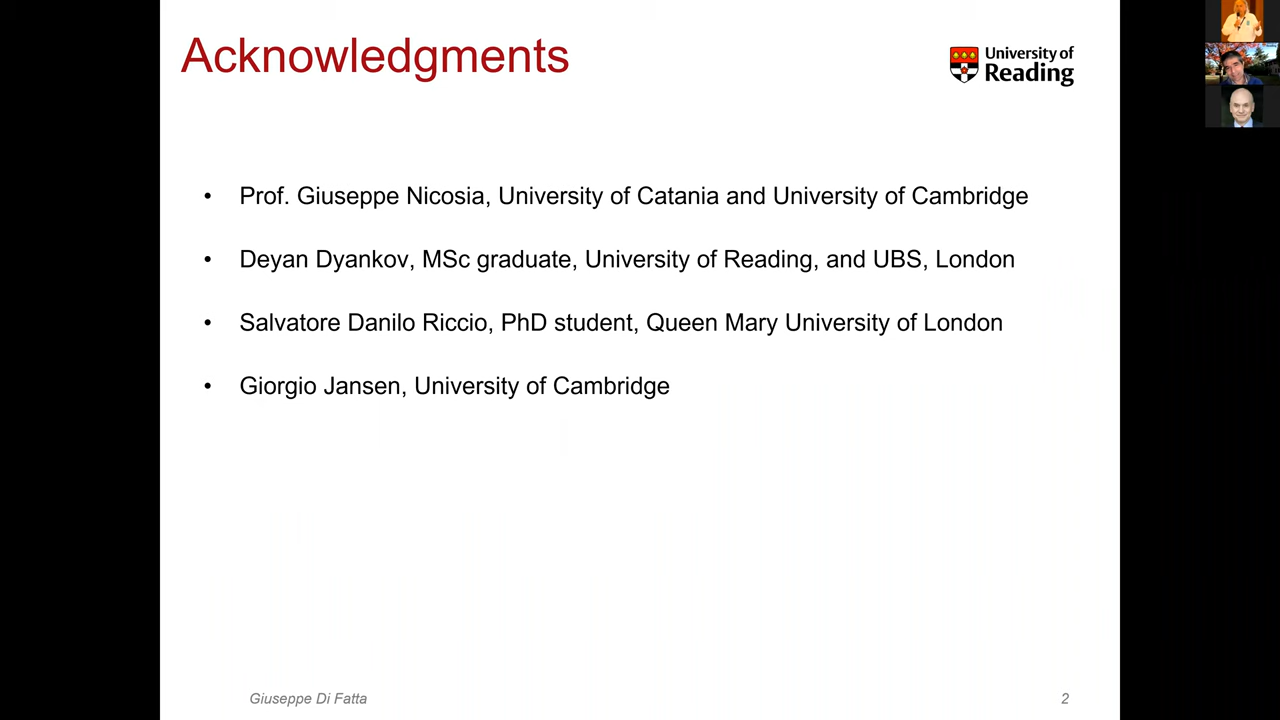 Acknowledgments
University of
Reading
• Prof. Giuseppe Nicosia, University of Catania and University of Cambridge
• Deyan Dyankov, MSc graduate, University of Reading, and UBS, London
• Salvatore Danilo Riccio, PhD student, Queen Mary University of London
• Giorgio Jansen, University of Cambridge
Giuseppe Di Fatta
2